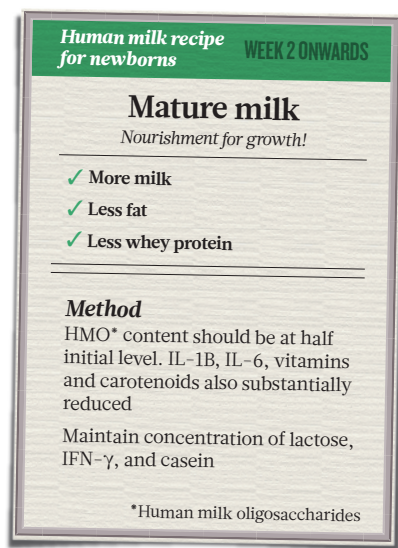 Human milk recipe
for newborns
WEEK 2 ONWARDS
Mature milk
Nourishment for growth!
✓ More milk
✓ Less fat
✓ Less whey protein
Method
HMO* content should be at half
initial level. IL-1B, IL-6, vitamins
and carotenoids also substantially
reduced
Maintain concentration of lactose,
IFN-γ, and casein
*Human milk oligosaccharides